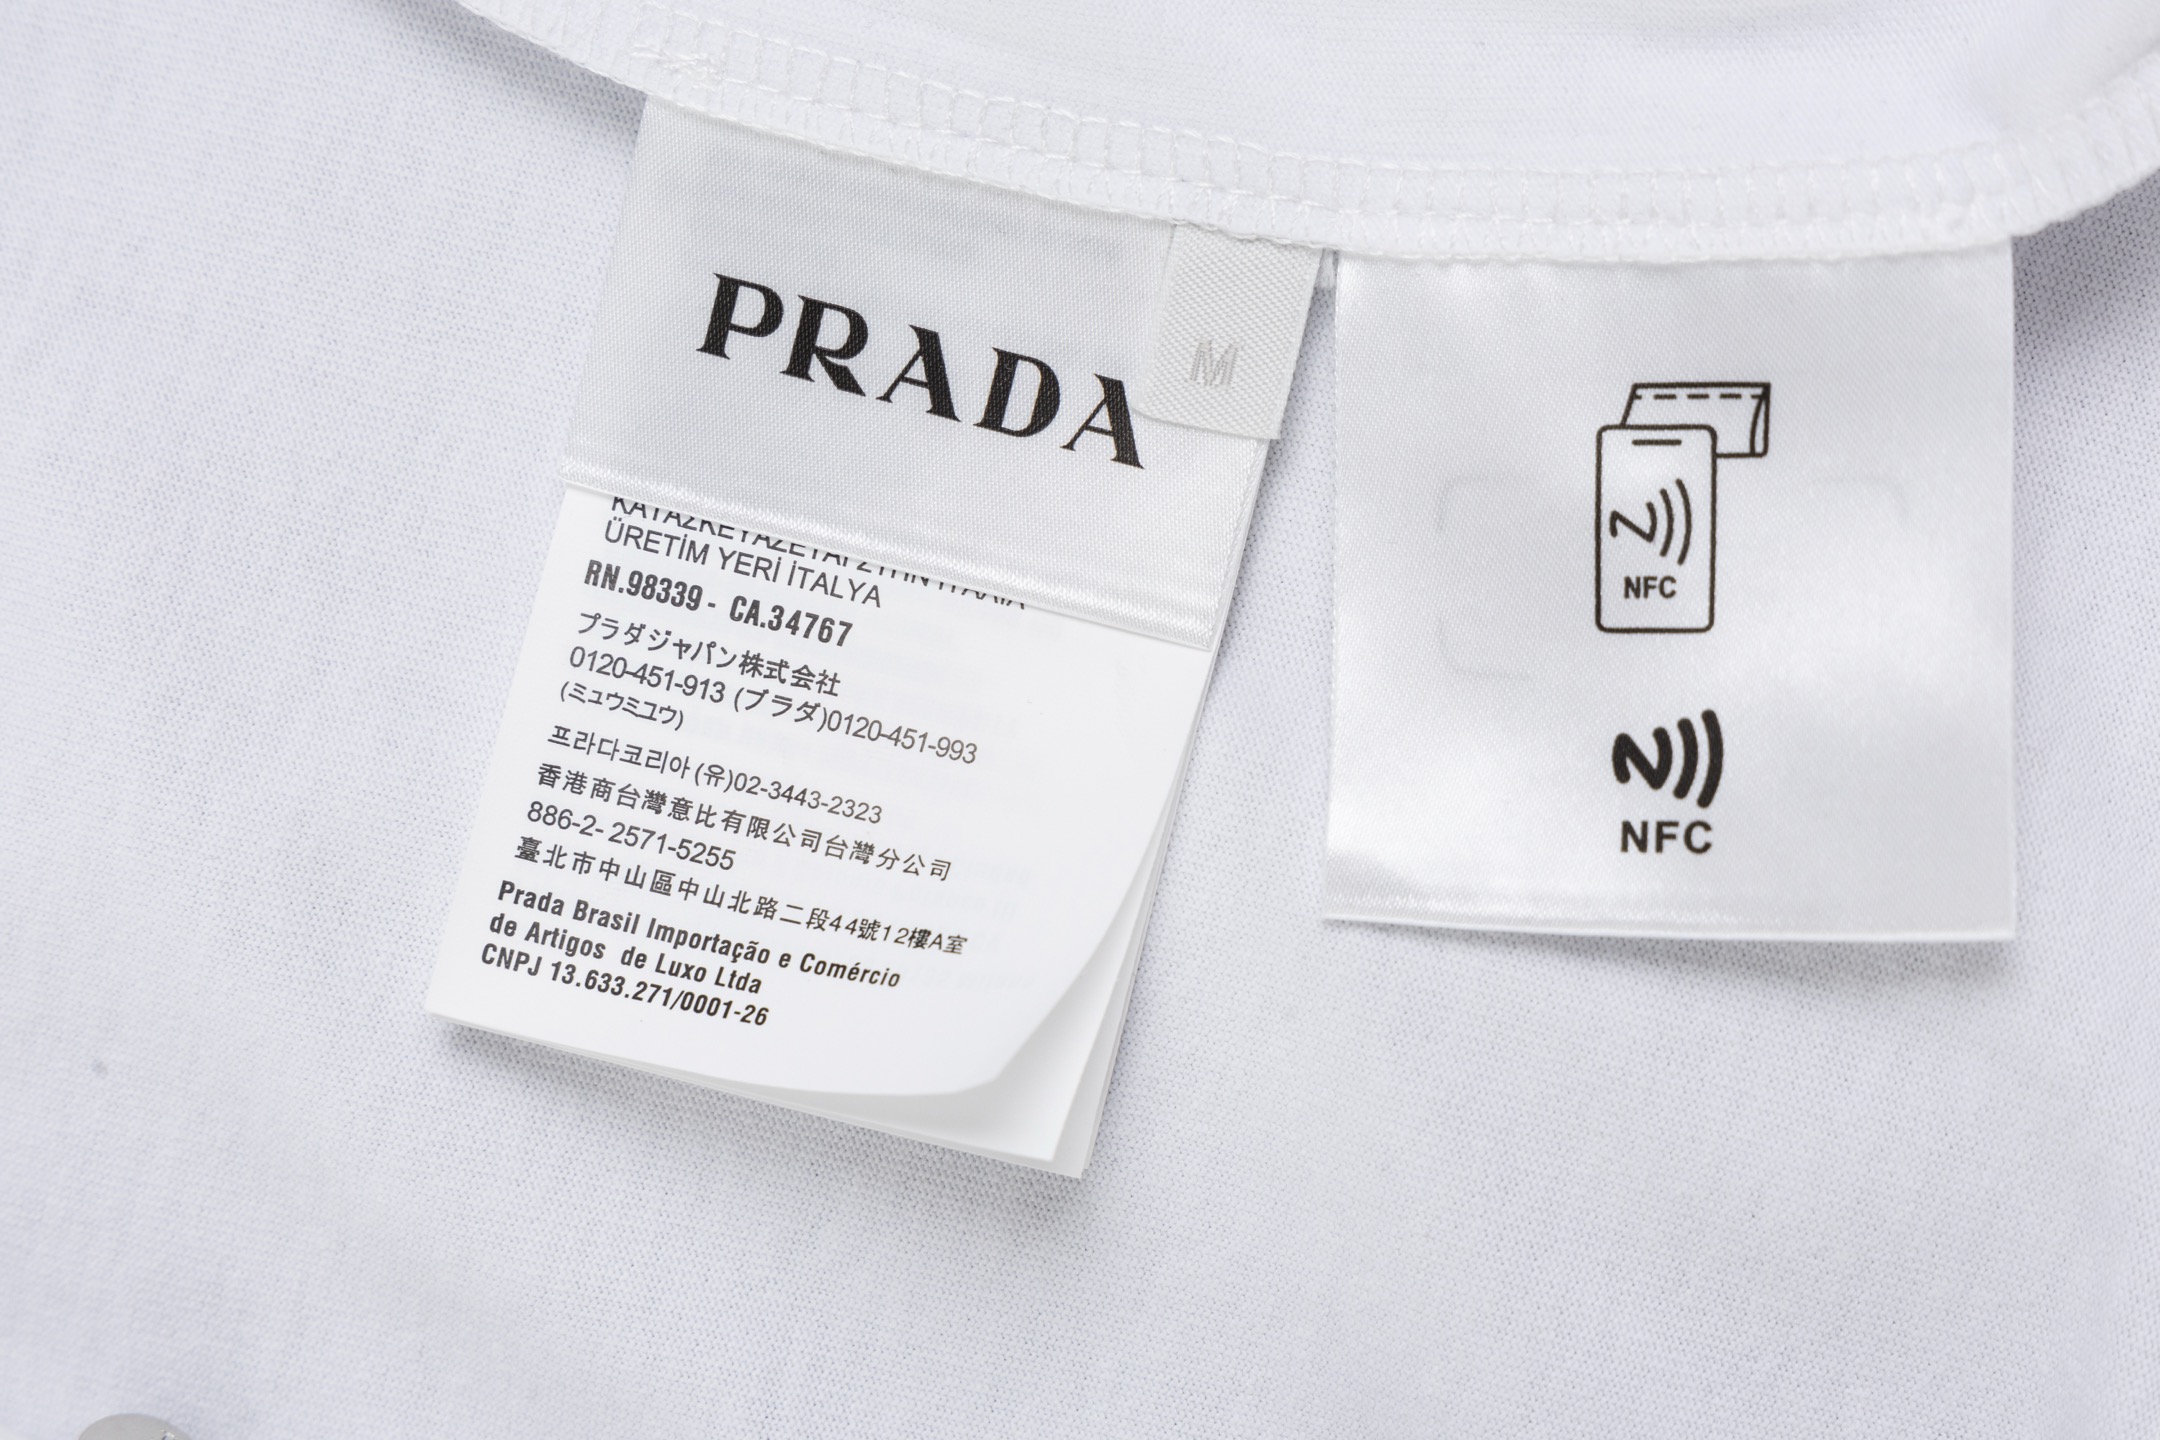 PRADA
M
ÜRETİM YERİ İTALYA
RN.98339 - CA.34767
プラダジャパン株式会社
0120-451-913 (プラダ)0120-451-993
(ミュウミユウ)
프라다코리아(유)02-3443-2323
香港商台灣意比有限公司台灣分公司
886-2- 2571-5255
臺北市中山區中山北路二段44號12樓A室
Prada Brasil Importação e Comércio
de Artigos de Luxo Ltda
CNPJ 13.633.271/0001-26
NFC
NFC